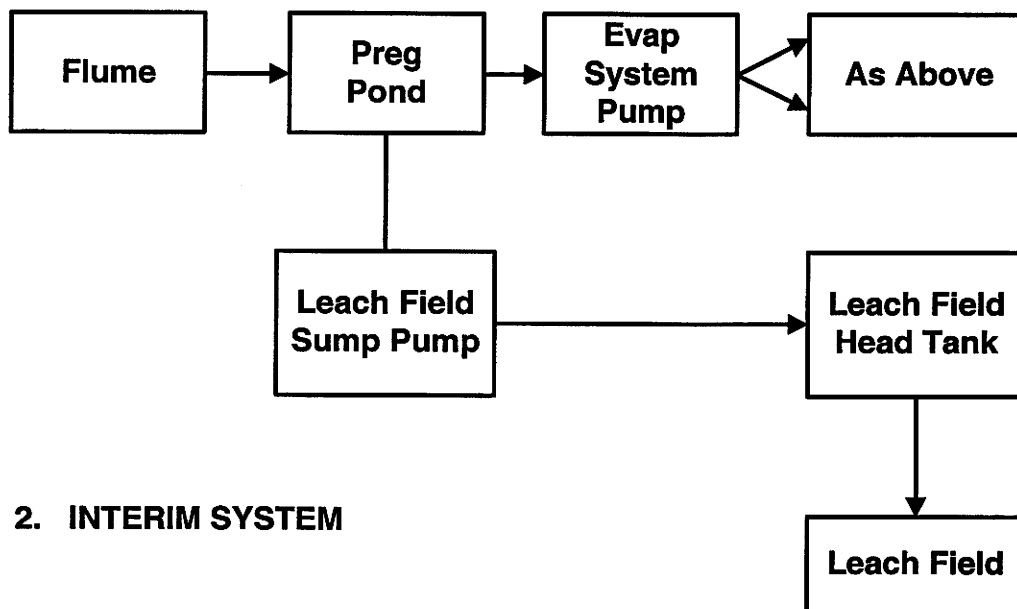 Flume
Preg
Pond
Evap
System
Pump
As Above
Leach Field
Sump Pump
Leach Field
Head Tank
2. INTERIM SYSTEM
Leach Field